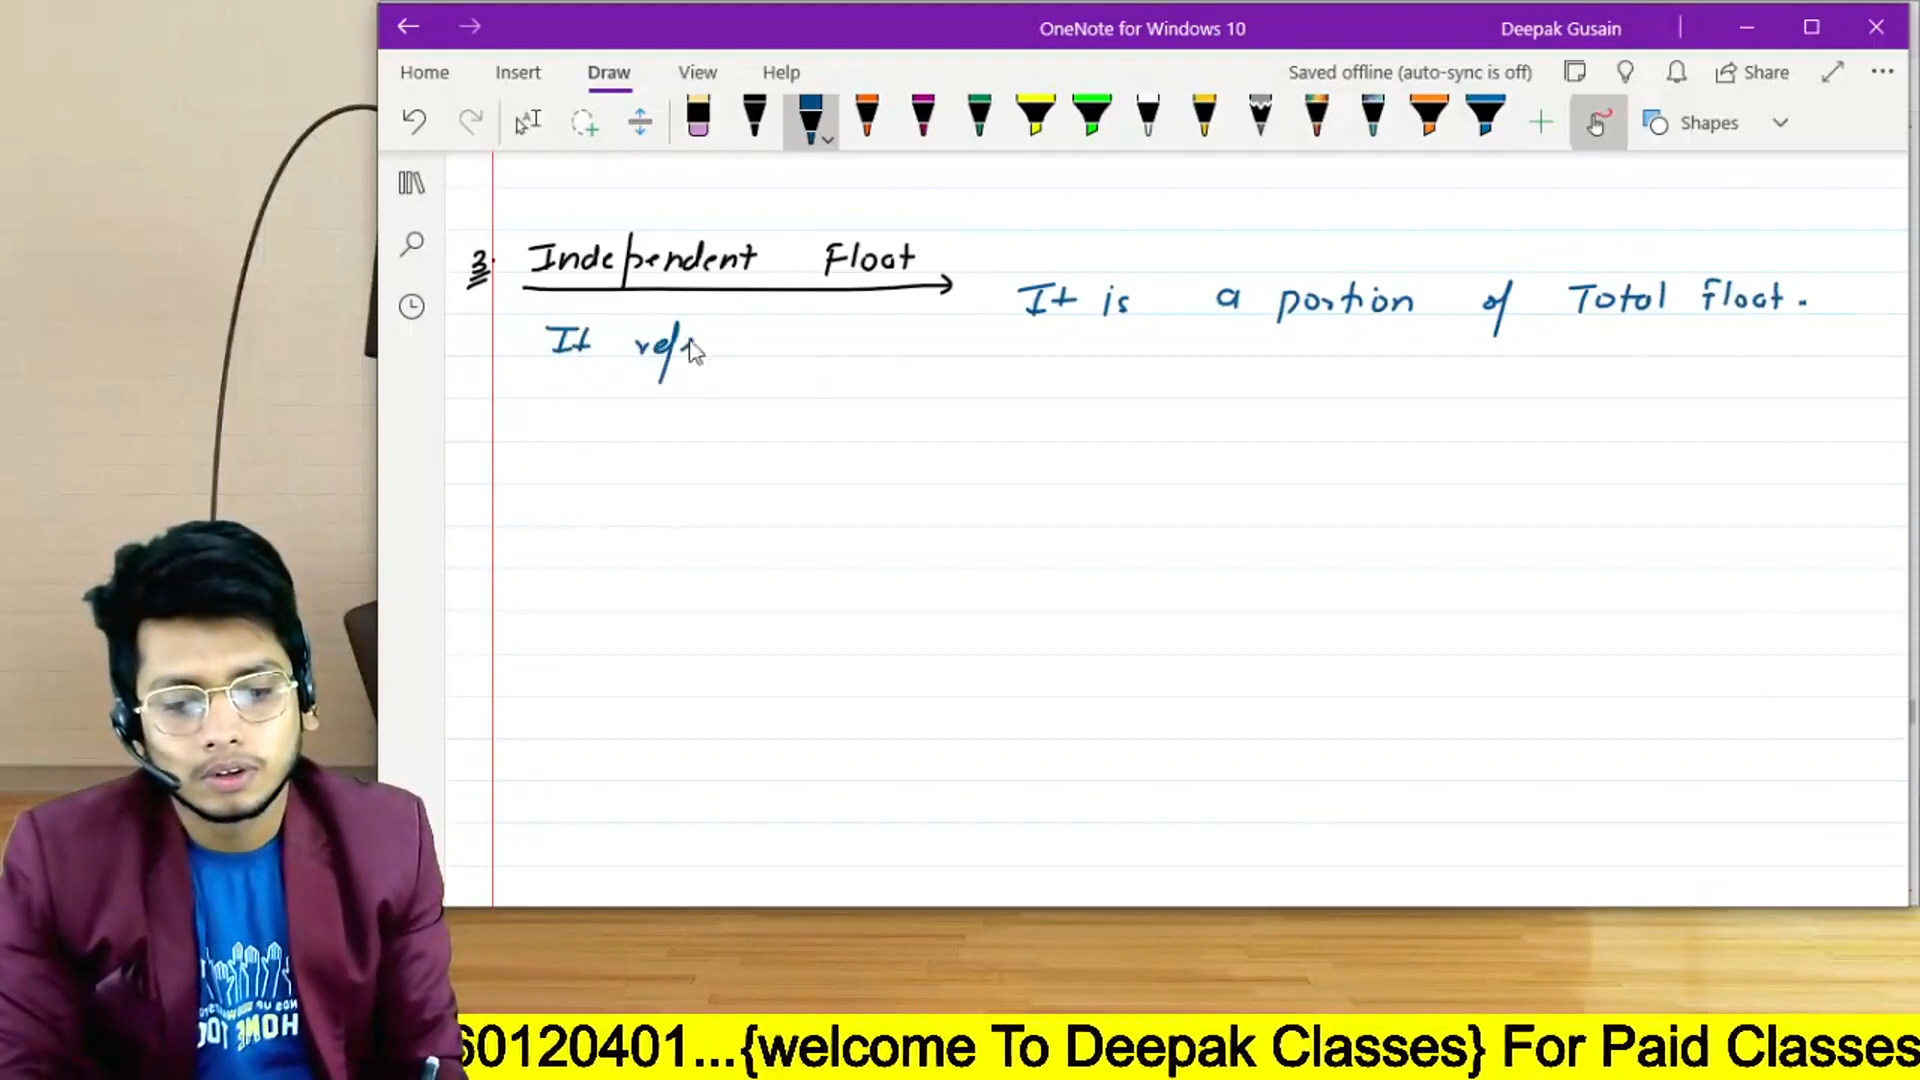 OneNote for Windows 10
Deepak Gusain
Home Insert Draw View Help
Saved offline (auto-sync is off)
Share
Shapes
3. Independent Float
It is a portion of Total float.
It ref
HOME
60120401...{welcome To Deepak Classes} For Paid Classes